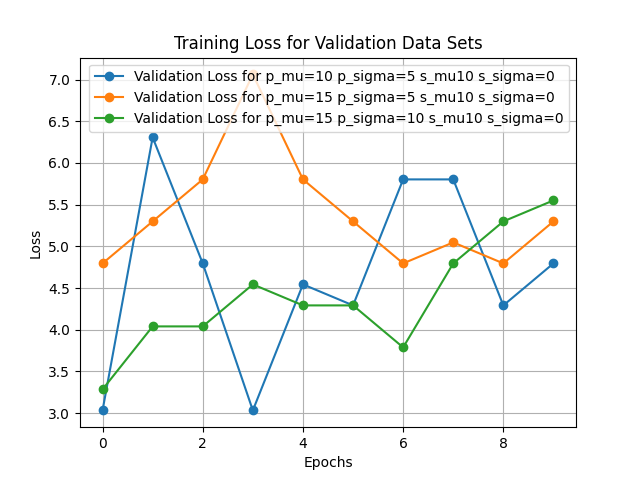 Training Loss for Validation Data Sets
Validation Loss for p_mu=10 p_sigma=5 s_mu10 s_sigma=0
Validation Loss for p_mu=15 p_sigma=5 s_mu10 s_sigma=0
Validation Loss for p_mu=15 p_sigma=10 s_mu10 s_sigma=0
7.0
6.5
6.0
5.5
5.0
4.5
4.0
3.5
3.0
Loss
0 2 4 6 8
Epochs